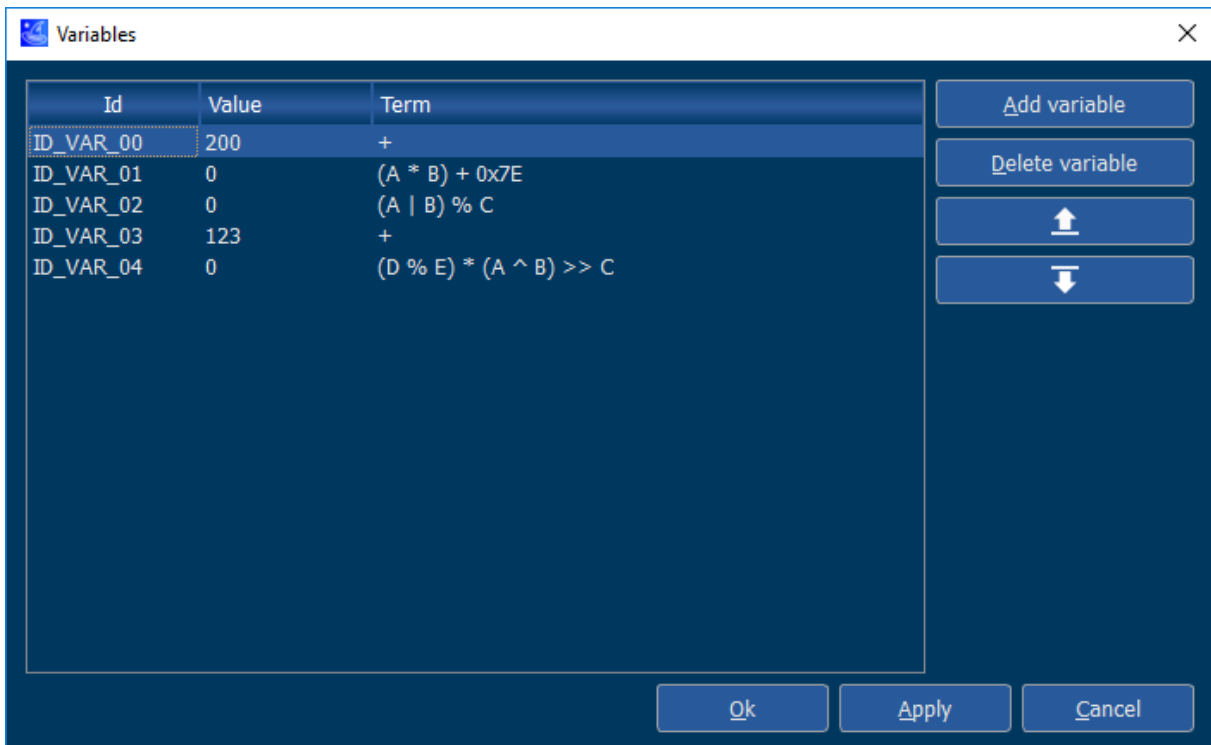 Variables
Id Value Term
ID_VAR_00 200 +
ID_VAR_01 0 (A * B) + 0x7E
ID_VAR_02 0 (A | B) % C
ID_VAR_03 123 +
ID_VAR_04 0 (D % E) * (A ^ B) >> C
Add variable
Delete variable
Ok Apply Cancel